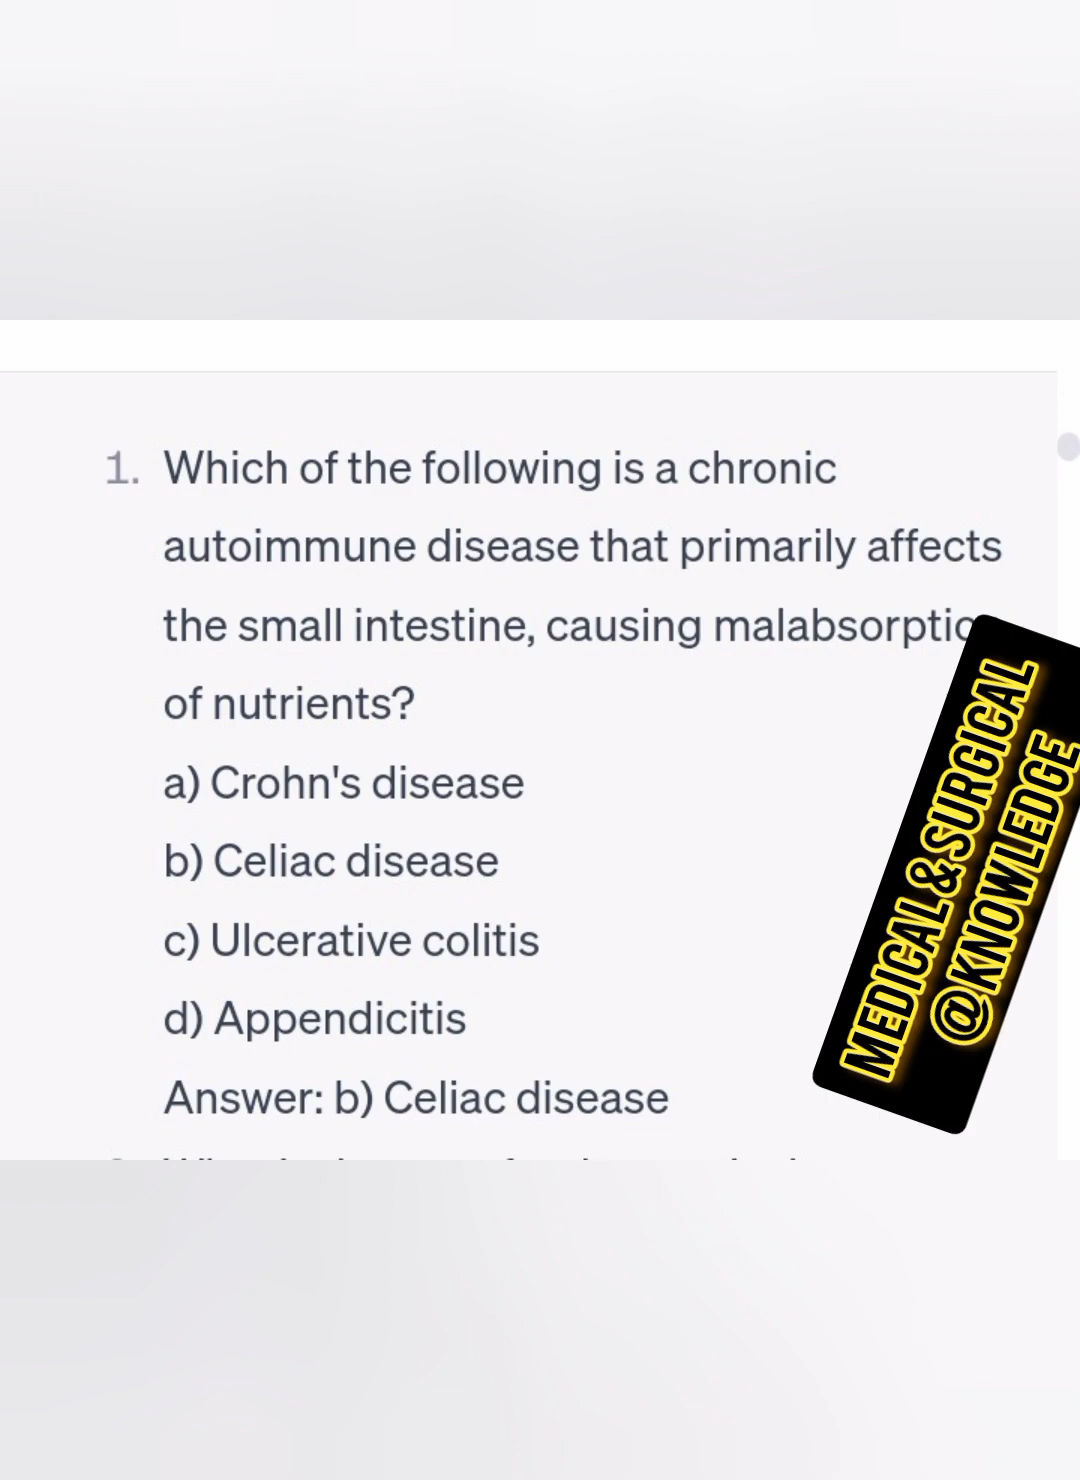 1. Which of the following is a chronic
autoimmune disease that primarily affects
the small intestine, causing malabsorptio
of nutrients?
a) Crohn's disease
b) Celiac disease
c) Ulcerative colitis
d) Appendicitis
Answer: b) Celiac disease
MEDICAL & SURGICAL
@KNOWLEDGE